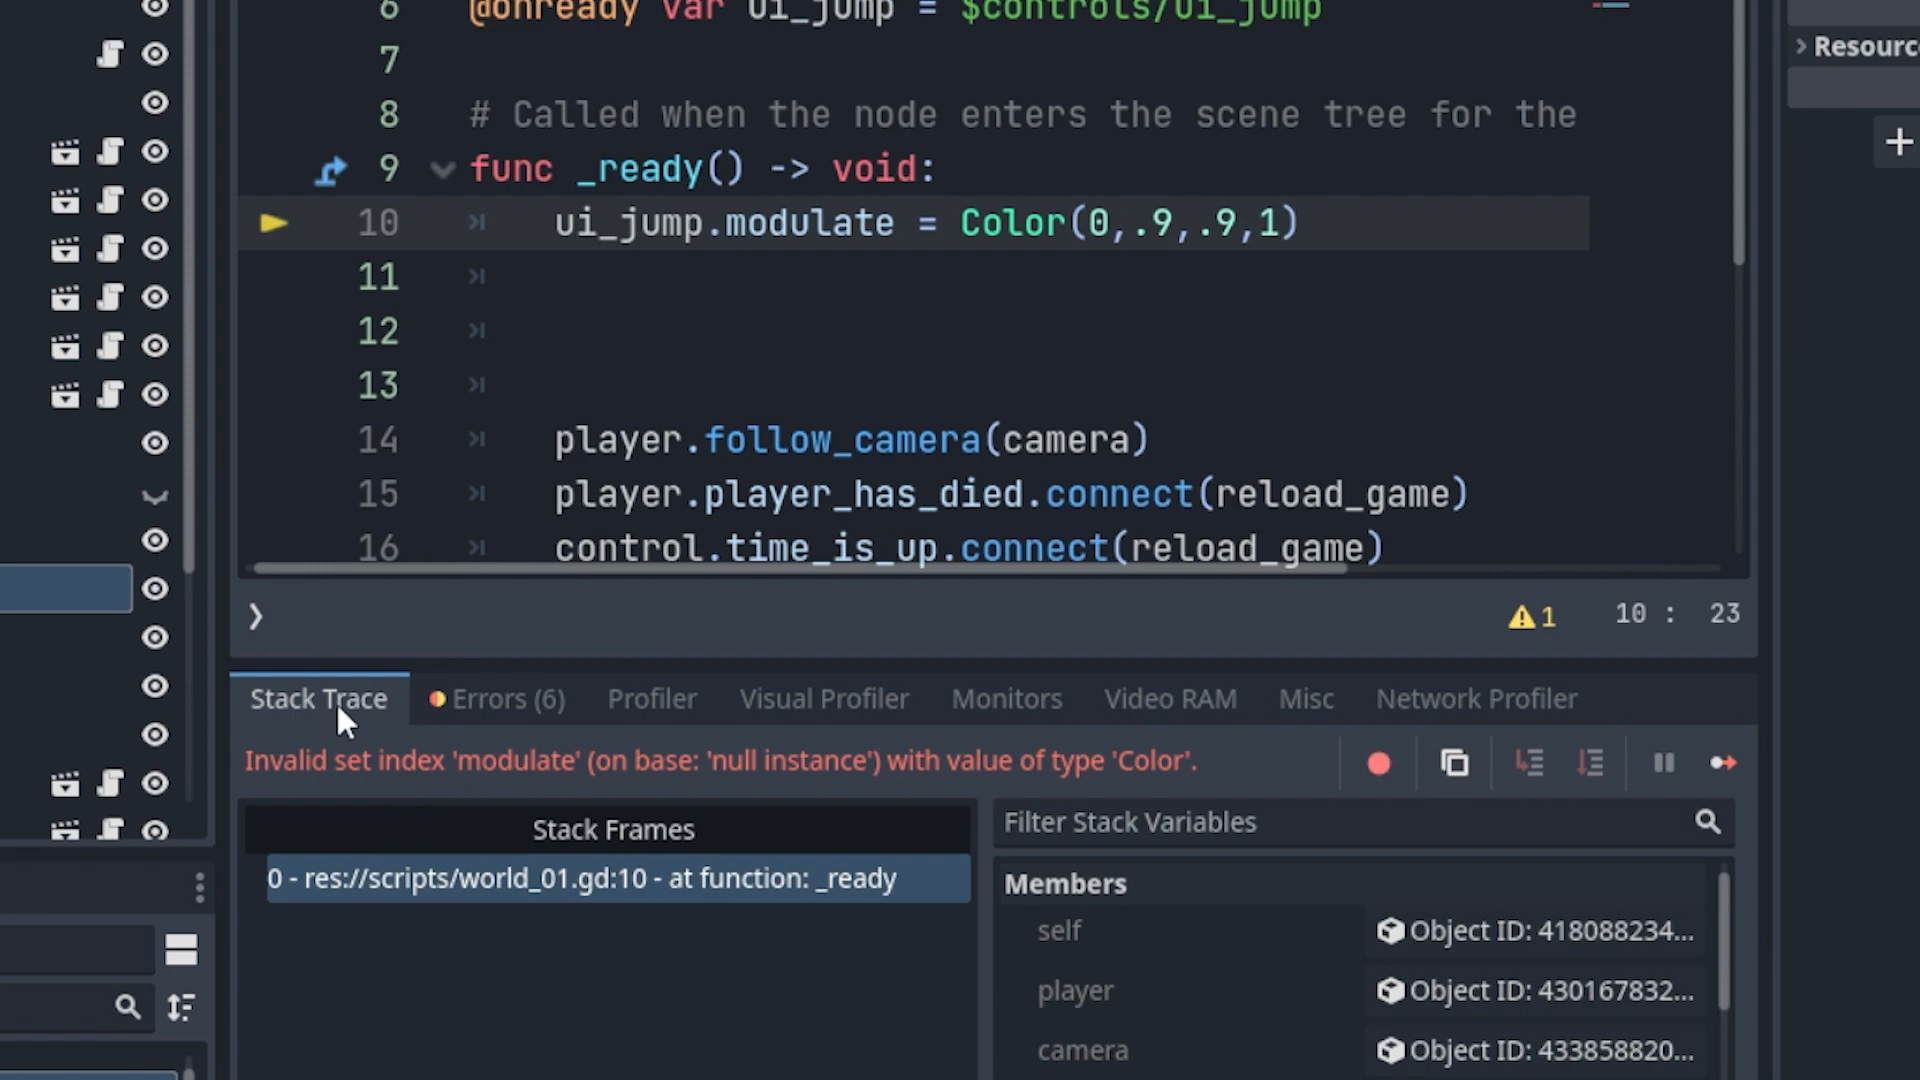 6 @onready var ui_jump = $controls/ui_jump
Resourc
7
8 # Called when the node enters the scene tree for the
9 func _ready() -> void:
10 ui_jump.modulate = Color(0,.9,.9,1)
11
12
13
14 player.follow_camera(camera)
15 player.player_has_died.connect(reload_game)
16 control.time_is_up.connect(reload_game)
1 10 : 23
Stack Trace Errors (6) Profiler Visual Profiler Monitors Video RAM Misc Network Profiler
Invalid set index 'modulate' (on base: 'null instance') with value of type 'Color'.
Stack Frames
0 - res://scripts/world_01.gd:10 - at function: _ready
Filter Stack Variables
Members
self Object ID: 418088234...
player Object ID: 430167832...
camera Object ID: 433858820...